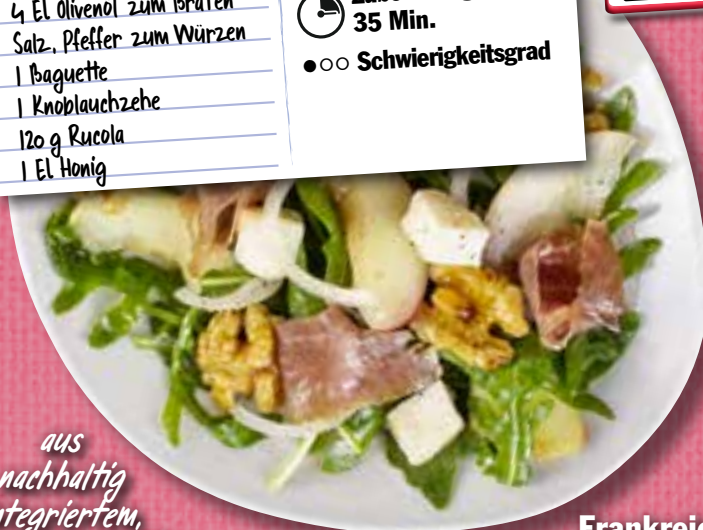 4 El Olivenöl zum Braten
Salz, Pfeffer zum Würzen
1 Baguette
1 Knoblauchzehe
120 g Rucola
1 El Honig
35 Min.
Schwierigkeitsgrad
aus
nachhaltig